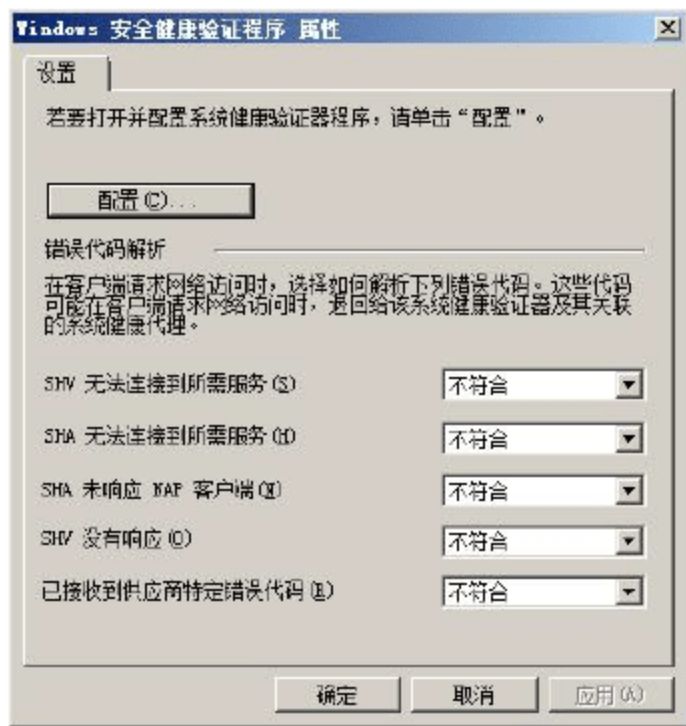 Windows 安全健康验证程序 属性
设置
若要打开并配置系统健康验证器程序，请单击“配置”。
配置(C)...
错误代码解析
在客户端请求网络访问时，选择如何解析下列错误代码。这些代码
可能在客户端请求网络访问时，退回给该系统健康验证器及其关联
的系统健康代理。
SHV 无法连接到所需服务(S) 不符合
SHA 无法连接到所需服务(H) 不符合
SHA 未响应 NAP 客户端(N) 不符合
SHV 没有响应(O) 不符合
已接收到供应商特定错误代码(R) 不符合
确定 取消 应用(A)